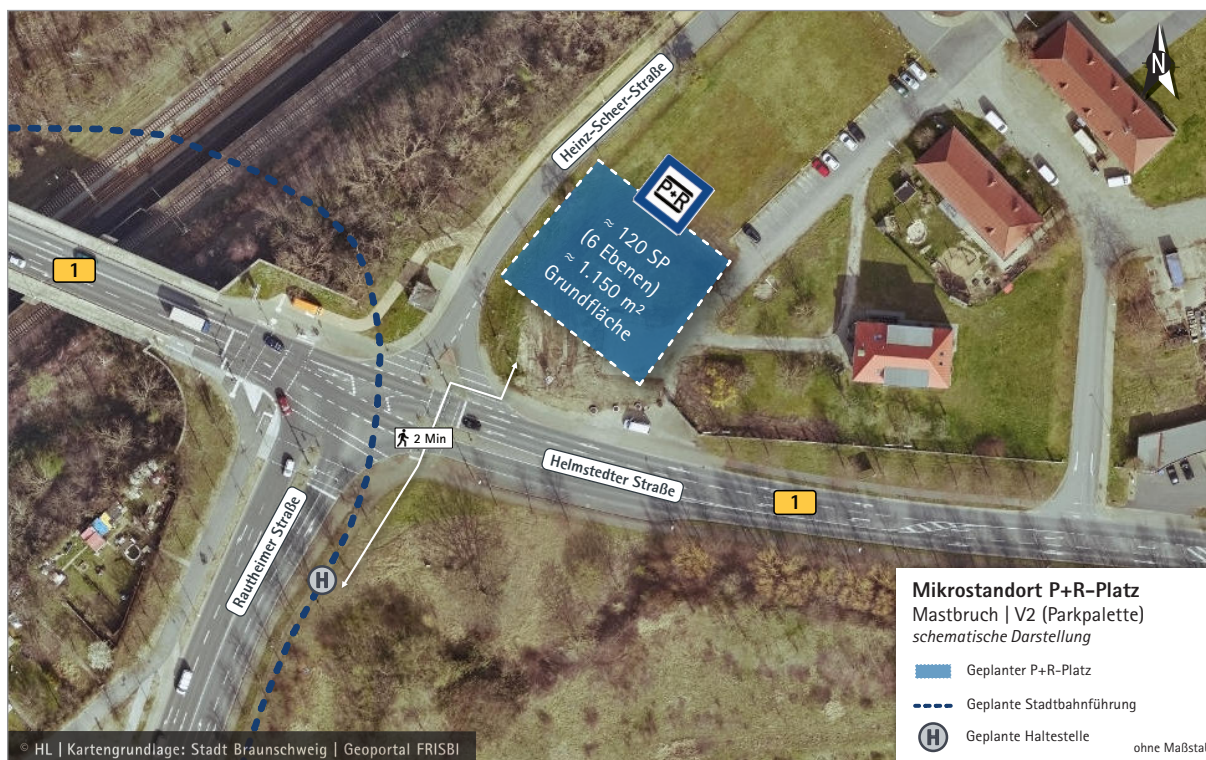 N
Heinz-Scheer-Straße
P+R
≈ 120 SP
(6 Ebenen)
≈ 1.150 m²
Grundfläche
1
2 Min
Helmstedter Straße
1
Rautheimer Straße
H
Mikrostandort P+R-Platz
Mastbruch | V2 (Parkpalette)
schematische Darstellung
Geplanter P+R-Platz
Geplante Stadtbahnführung
H
Geplante Haltestelle
ohne Maßstab
© HL | Kartengrundlage: Stadt Braunschweig | Geoportal FRISBI